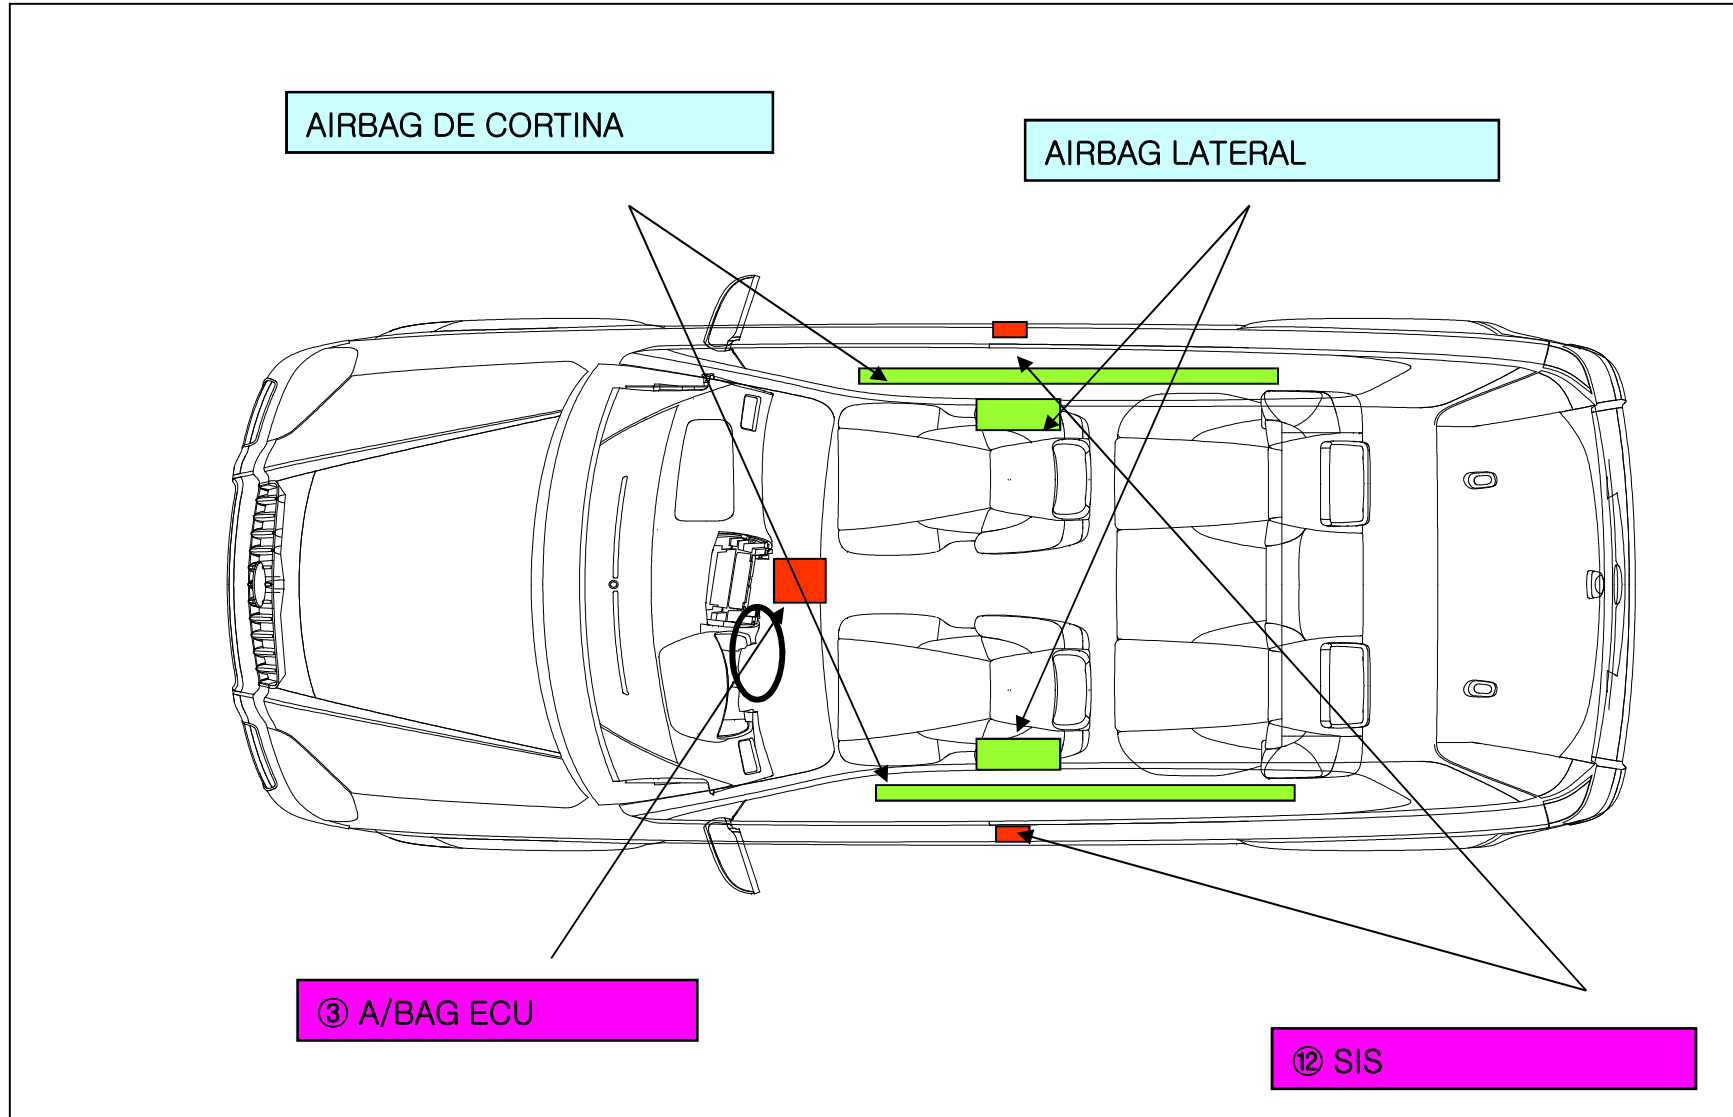 AIRBAG DE CORTINA
AIRBAG LATERAL
③ A/BAG ECU
⑫ SIS